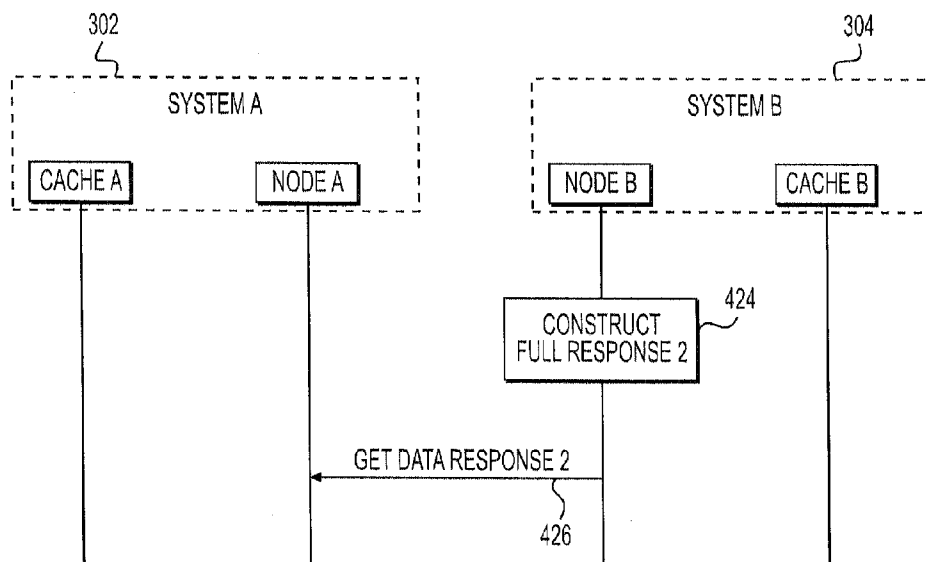 302
304
SYSTEM A
SYSTEM B
CACHE A
NODE A
NODE B
CACHE B
424
CONSTRUCT
FULL RESPONSE 2
GET DATA RESPONSE 2
426